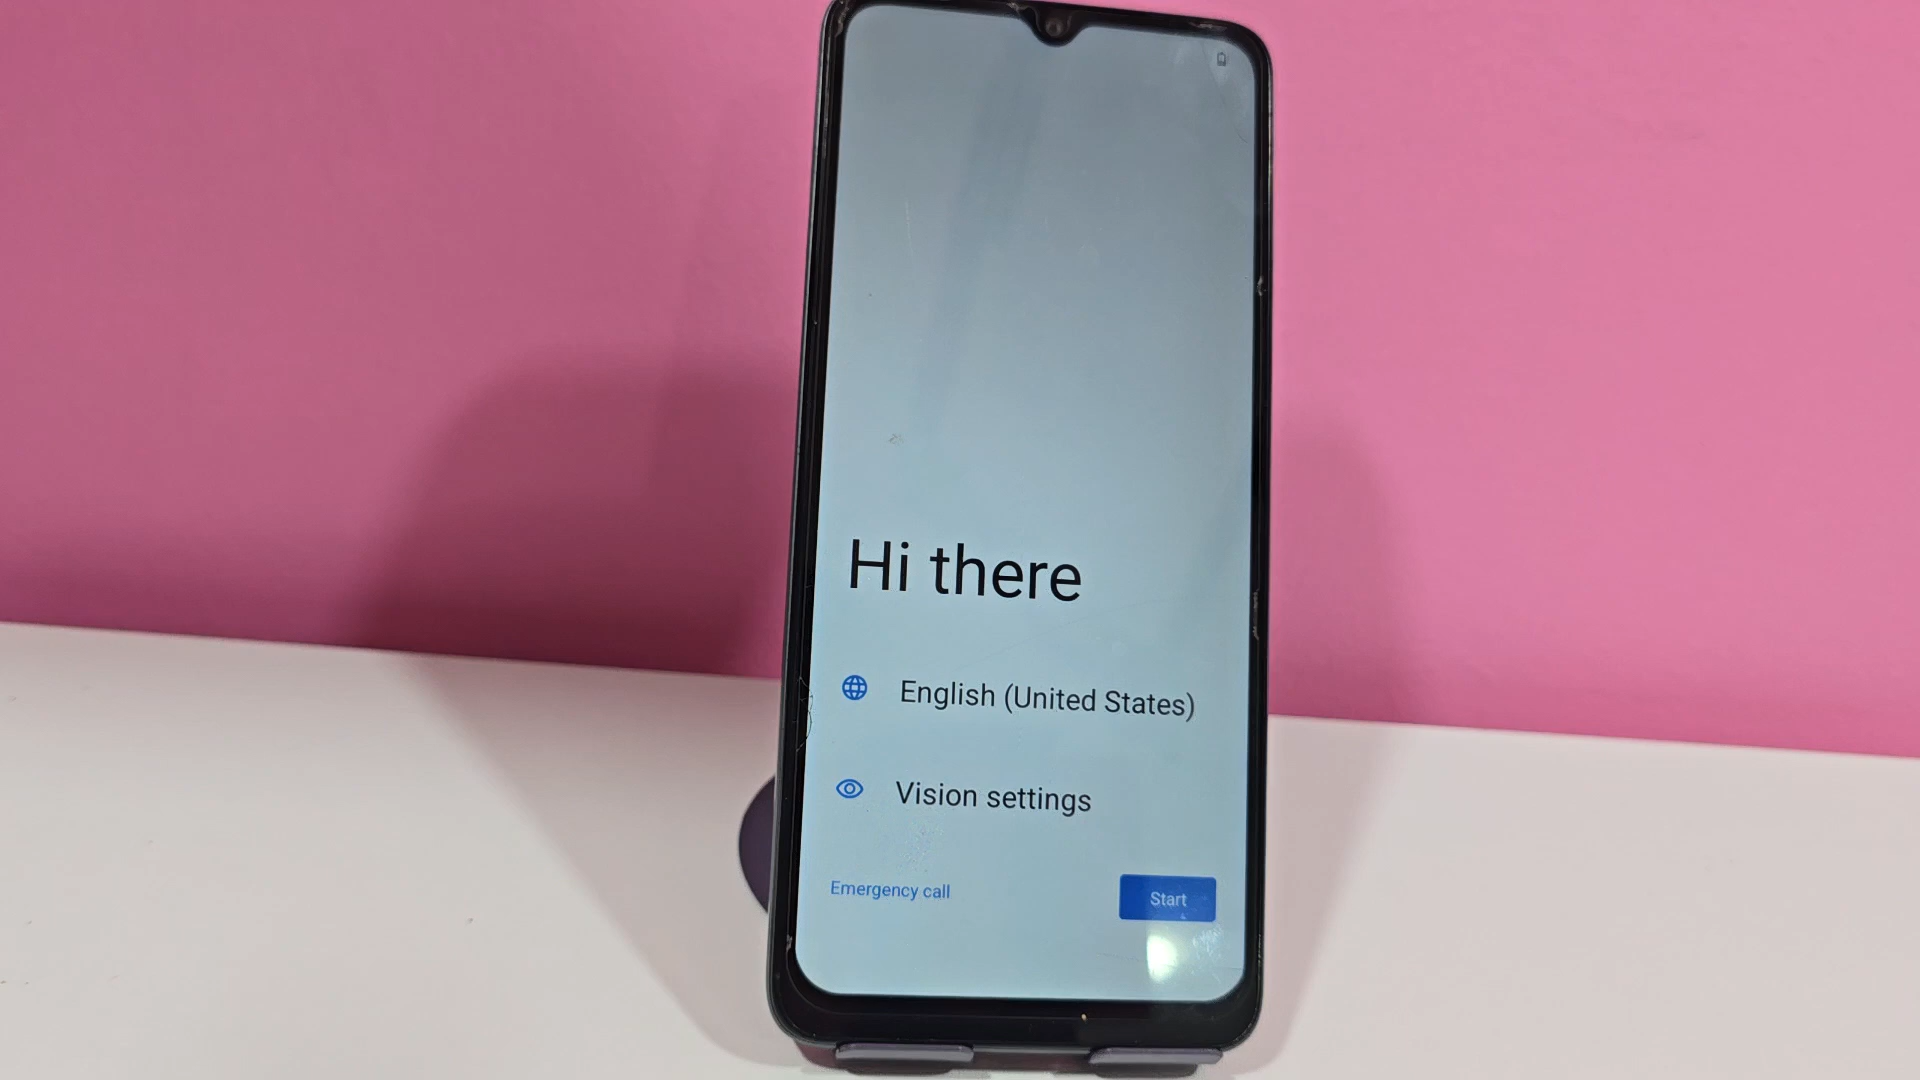 Hi there
English (United States)
Vision settings
Emergency call
Start